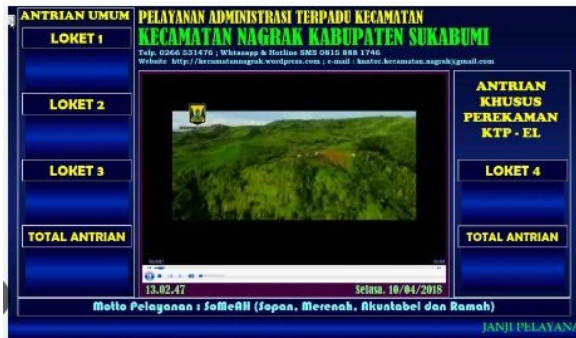 ANTRIAN UMUM
LOKET 1
LOKET 2
LOKET 3
TOTAL ANTRIAN
PELAYANAN ADMINISTRASI TERPADU KECAMATAN
KECAMATAN NAGRAK KABUPATEN SUKABUMI
Telp. 0266 531476 ; Whtasapp & Hotline SMS 0815 888 1746
Website http://kecamatannagrak.wordpress.com ; e-mail : kantor.kecamatan.nagrak@gmail.com
13.02.47
Selasa, 10/04/2018
ANTRIAN
KHUSUS
PEREKAMAN
KTP - EL
LOKET 4
TOTAL ANTRIAN
Motto Pelayanan : SoMeAH (Sopan, Merenah, Akuntabel dan Ramah)
JANJI PELAYANA